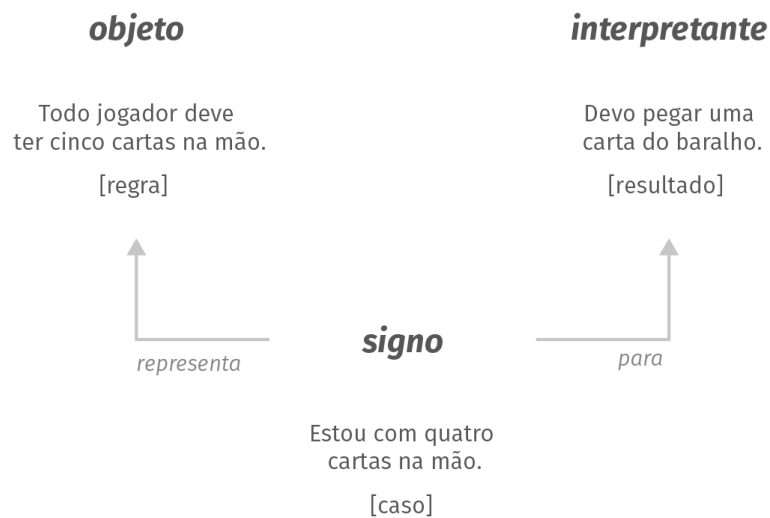 objeto
interpretante
Todo jogador deve
ter cinco cartas na mão.
[regra]
Devo pegar uma
carta do baralho.
[resultado]
signo
representa
para
Estou com quatro
cartas na mão.
[caso]